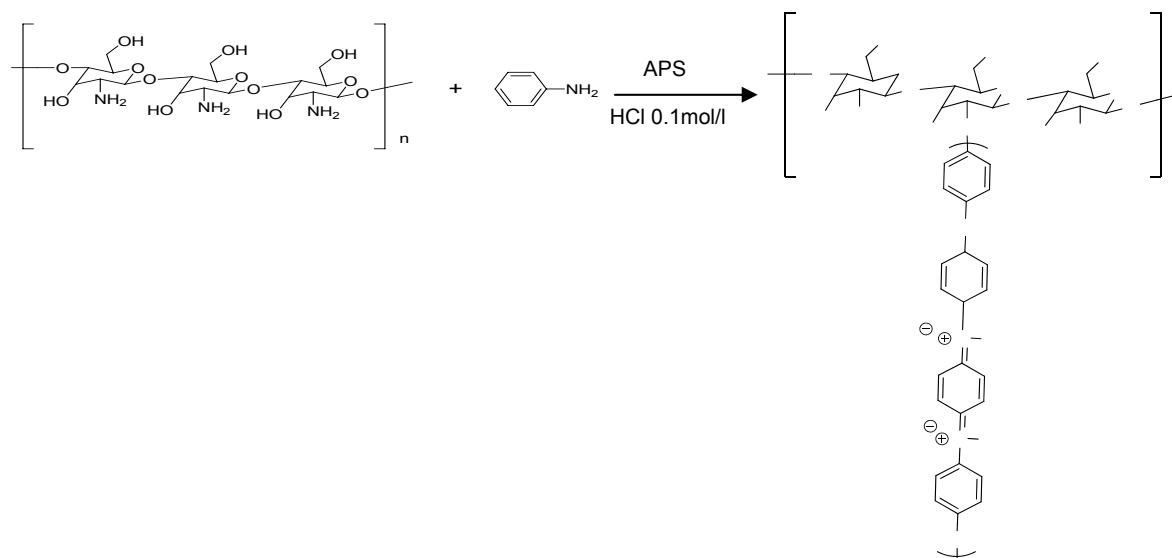 OH
OH
OH
O O O O O O
NH2 NH2 NH2
HO HO HO
n
+
NH2
APS
HCl 0.1mol/l
⊖ ⊕
⊖ ⊕